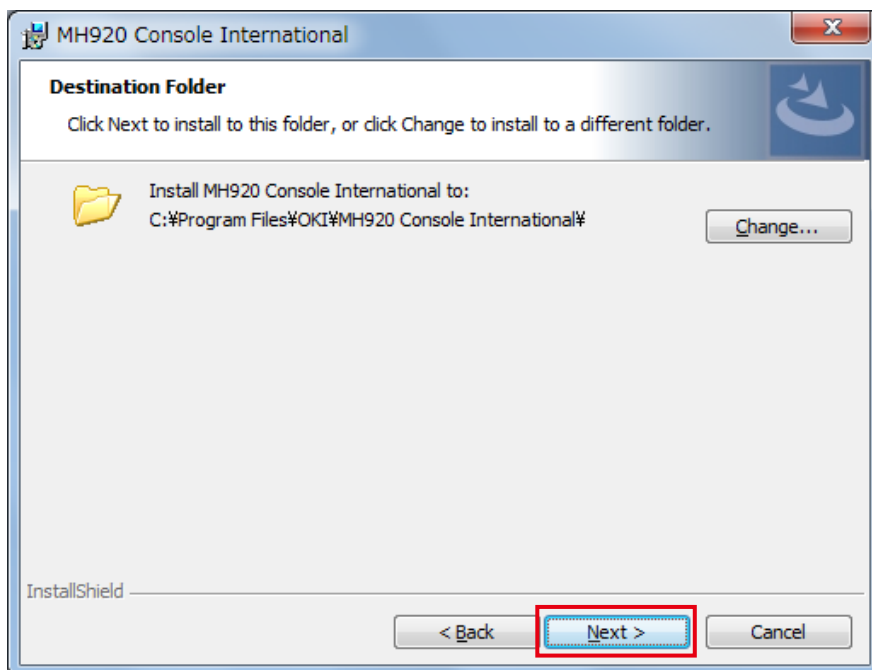 MH920 Console International
Destination Folder
Click Next to install to this folder, or click Change to install to a different folder.
Install MH920 Console International to:
C:¥Program Files¥OKI¥MH920 Console International¥
Change...
InstallShield
< Back
Next >
Cancel